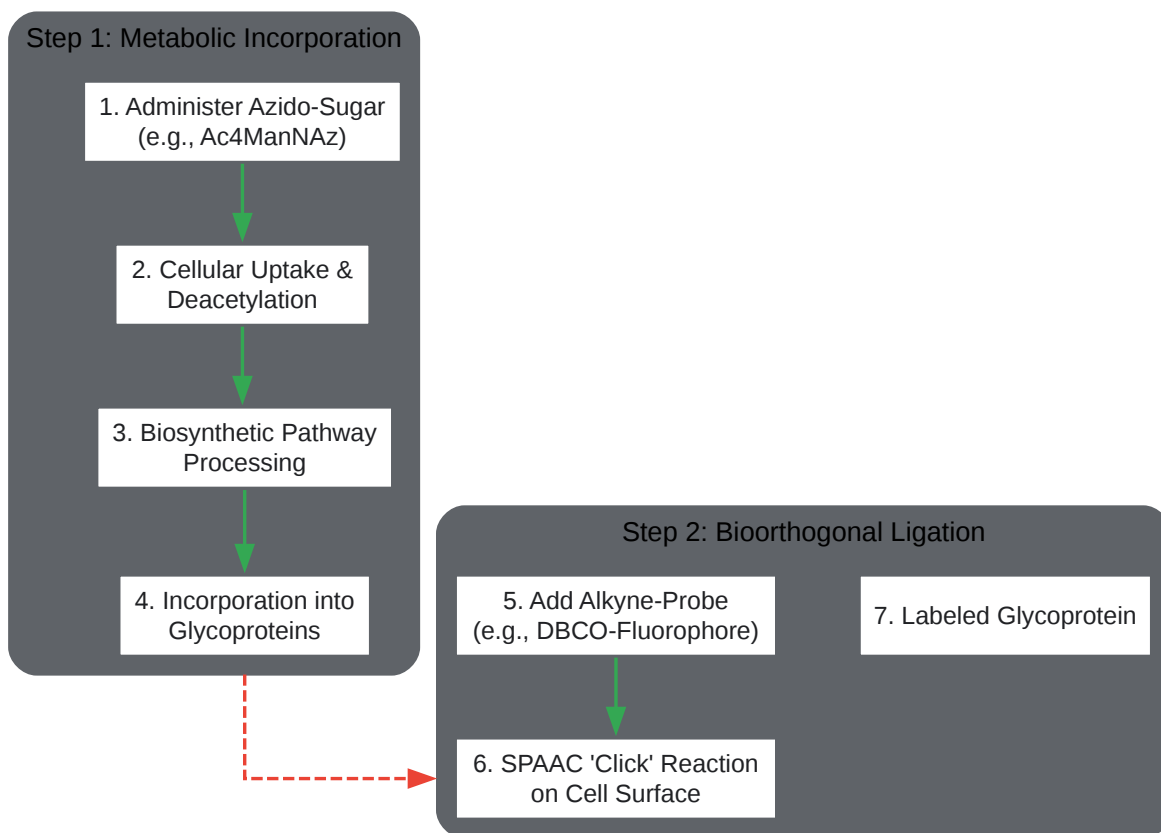 Step 1: Metabolic Incorporation
1. Administer Azido-Sugar
(e.g., Ac4ManNAz)
2. Cellular Uptake &
Deacetylation
3. Biosynthetic Pathway
Processing
4. Incorporation into
Glycoproteins
Step 2: Bioorthogonal Ligation
5. Add Alkyne-Probe
(e.g., DBCO-Fluorophore)
6. SPAAC 'Click' Reaction
on Cell Surface
7. Labeled Glycoprotein